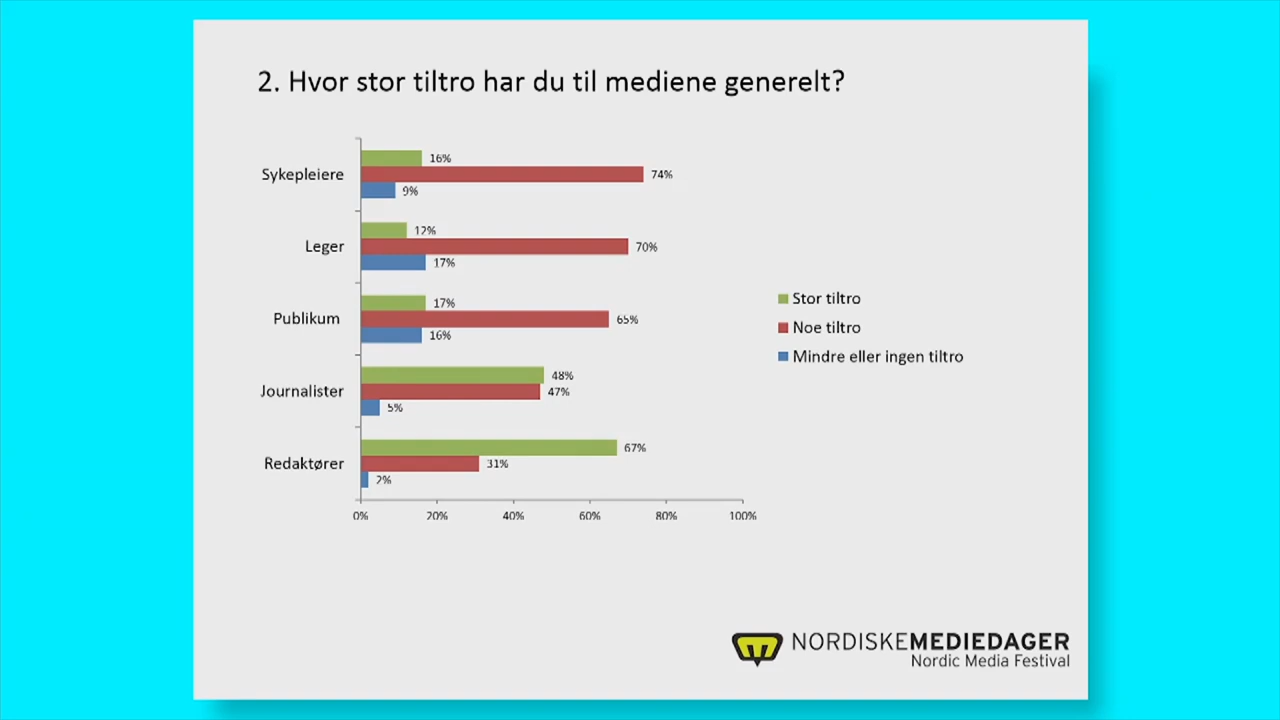 2. Hvor stor tiltro har du til mediene generelt?
Sykepleiere
16%
74%
9%
Leger
12%
70%
17%
Publikum
17%
65%
16%
Journalister
48%
47%
5%
Redaktører
67%
31%
2%
0% 20% 40% 60% 80% 100%
Stor tiltro
Noe tiltro
Mindre eller ingen tiltro
NORDISKEMEDIEDAGER
Nordic Media Festival